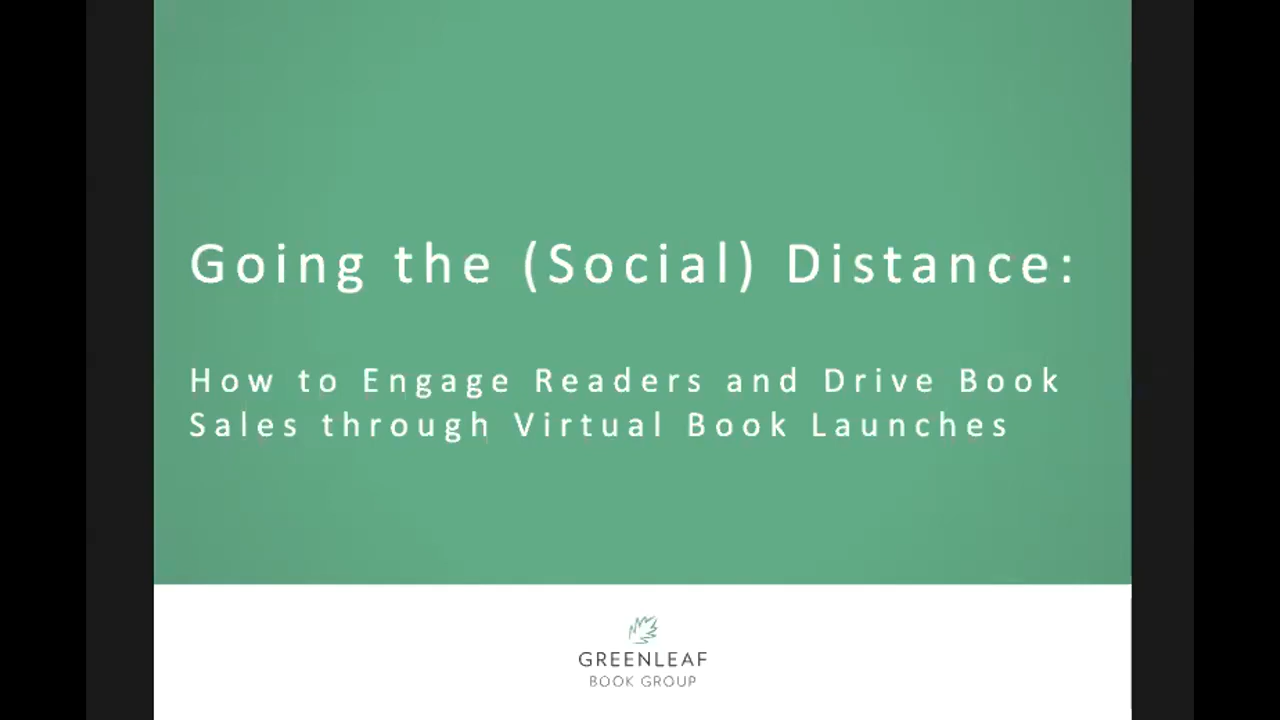 Going the (Social) Distance:
How to Engage Readers and Drive Book
Sales through Virtual Book Launches
GREENLEAF
BOOK GROUP